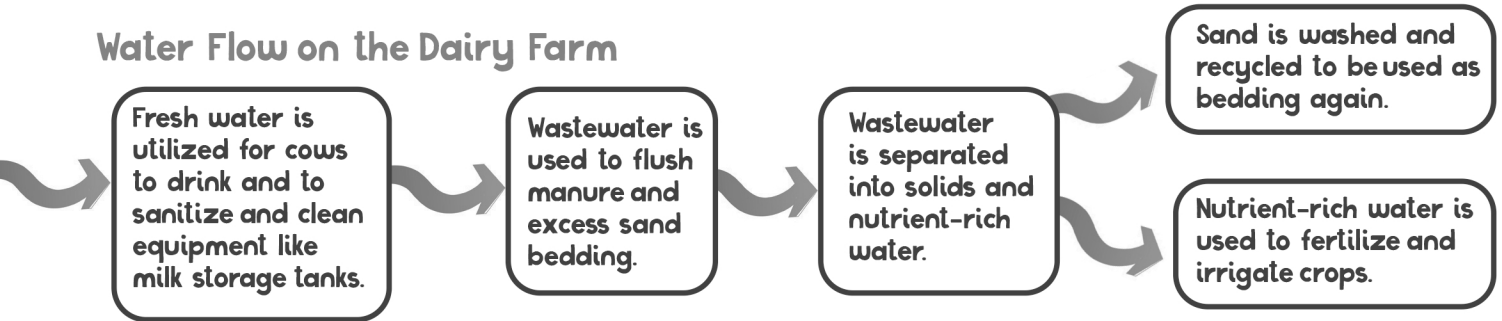 Water Flow on the Dairy Farm
Fresh water is
utilized for cows
to drink and to
sanitize and clean
equipment like
milk storage tanks.
Wastewater is
used to flush
manure and
excess sand
bedding.
Wastewater
is separated
into solids and
nutrient-rich
water.
Sand is washed and
recycled to be used as
bedding again.
Nutrient-rich water is
used to fertilize and
irrigate crops.